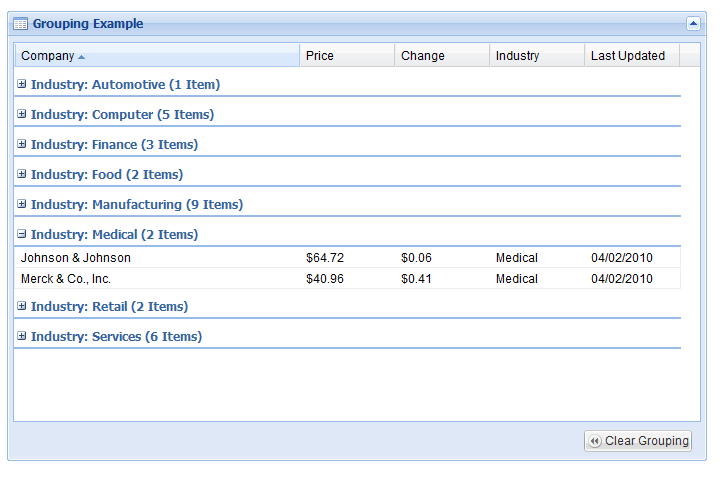 Grouping Example
Company Price Change Industry Last Updated
Industry: Automotive (1 Item)
Industry: Computer (5 Items)
Industry: Finance (3 Items)
Industry: Food (2 Items)
Industry: Manufacturing (9 Items)
Industry: Medical (2 Items)
Johnson & Johnson $64.72 $0.06 Medical 04/02/2010
Merck & Co., Inc. $40.96 $0.41 Medical 04/02/2010
Industry: Retail (2 Items)
Industry: Services (6 Items)
Clear Grouping